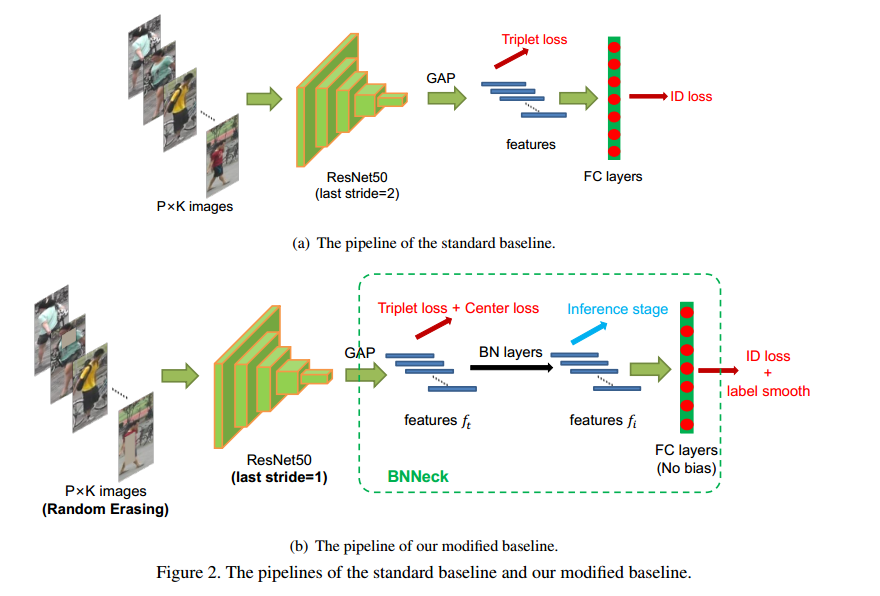 Triplet loss
GAP
ID loss
features
ResNet50
(last stride=2)
FC layers
P×K images
(a) The pipeline of the standard baseline.
Triplet loss + Center loss
Inference stage
GAP
BN layers
ID loss
+
label smooth
features fₜ
features fᵢ
FC layers
(No bias)
ResNet50
(last stride=1)
BNNeck
P×K images
(Random Erasing)
(b) The pipeline of our modified baseline.
Figure 2. The pipelines of the standard baseline and our modified baseline.